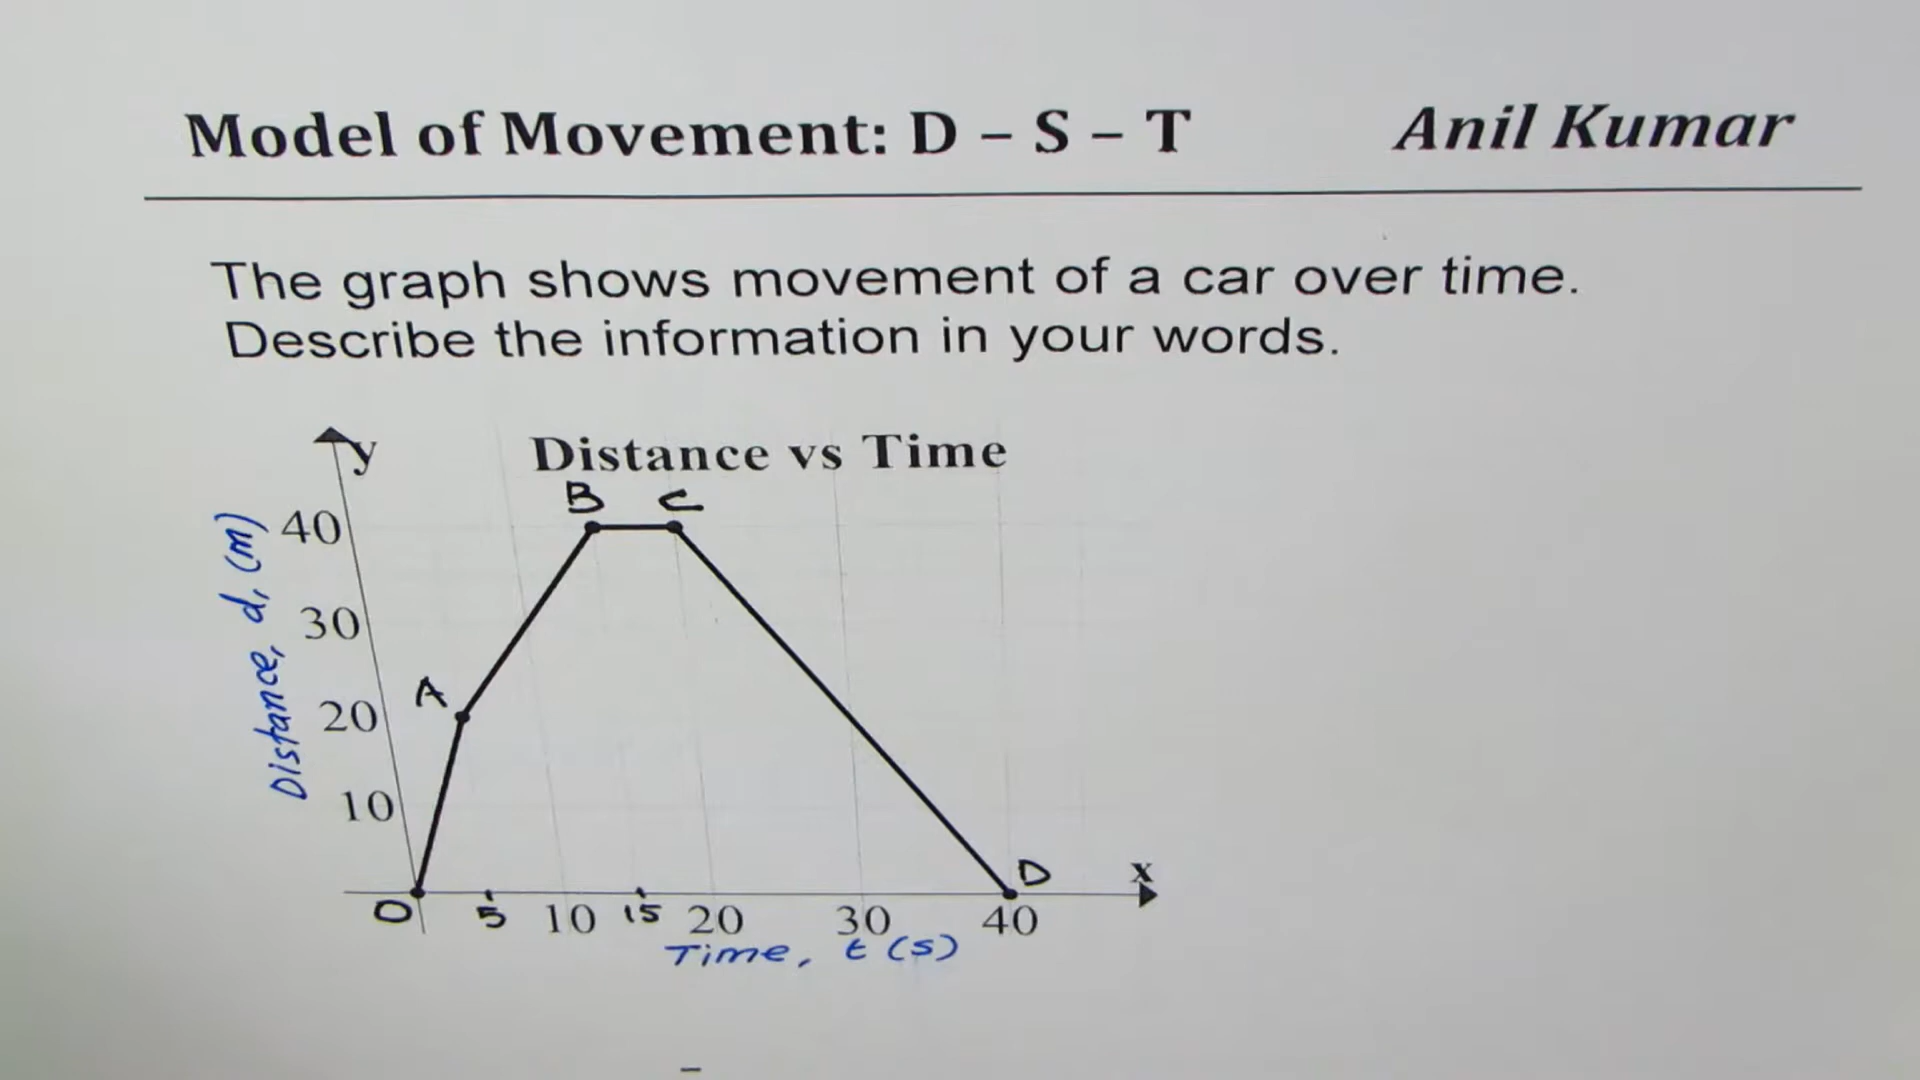 Model of Movement: D – S – T Anil Kumar
The graph shows movement of a car over time.
Describe the information in your words.
y
Distance vs Time
B C
40
30
A
20
10
Distance, d, (m)
D
x
0 5 10 15 20 30 40
Time, t (s)